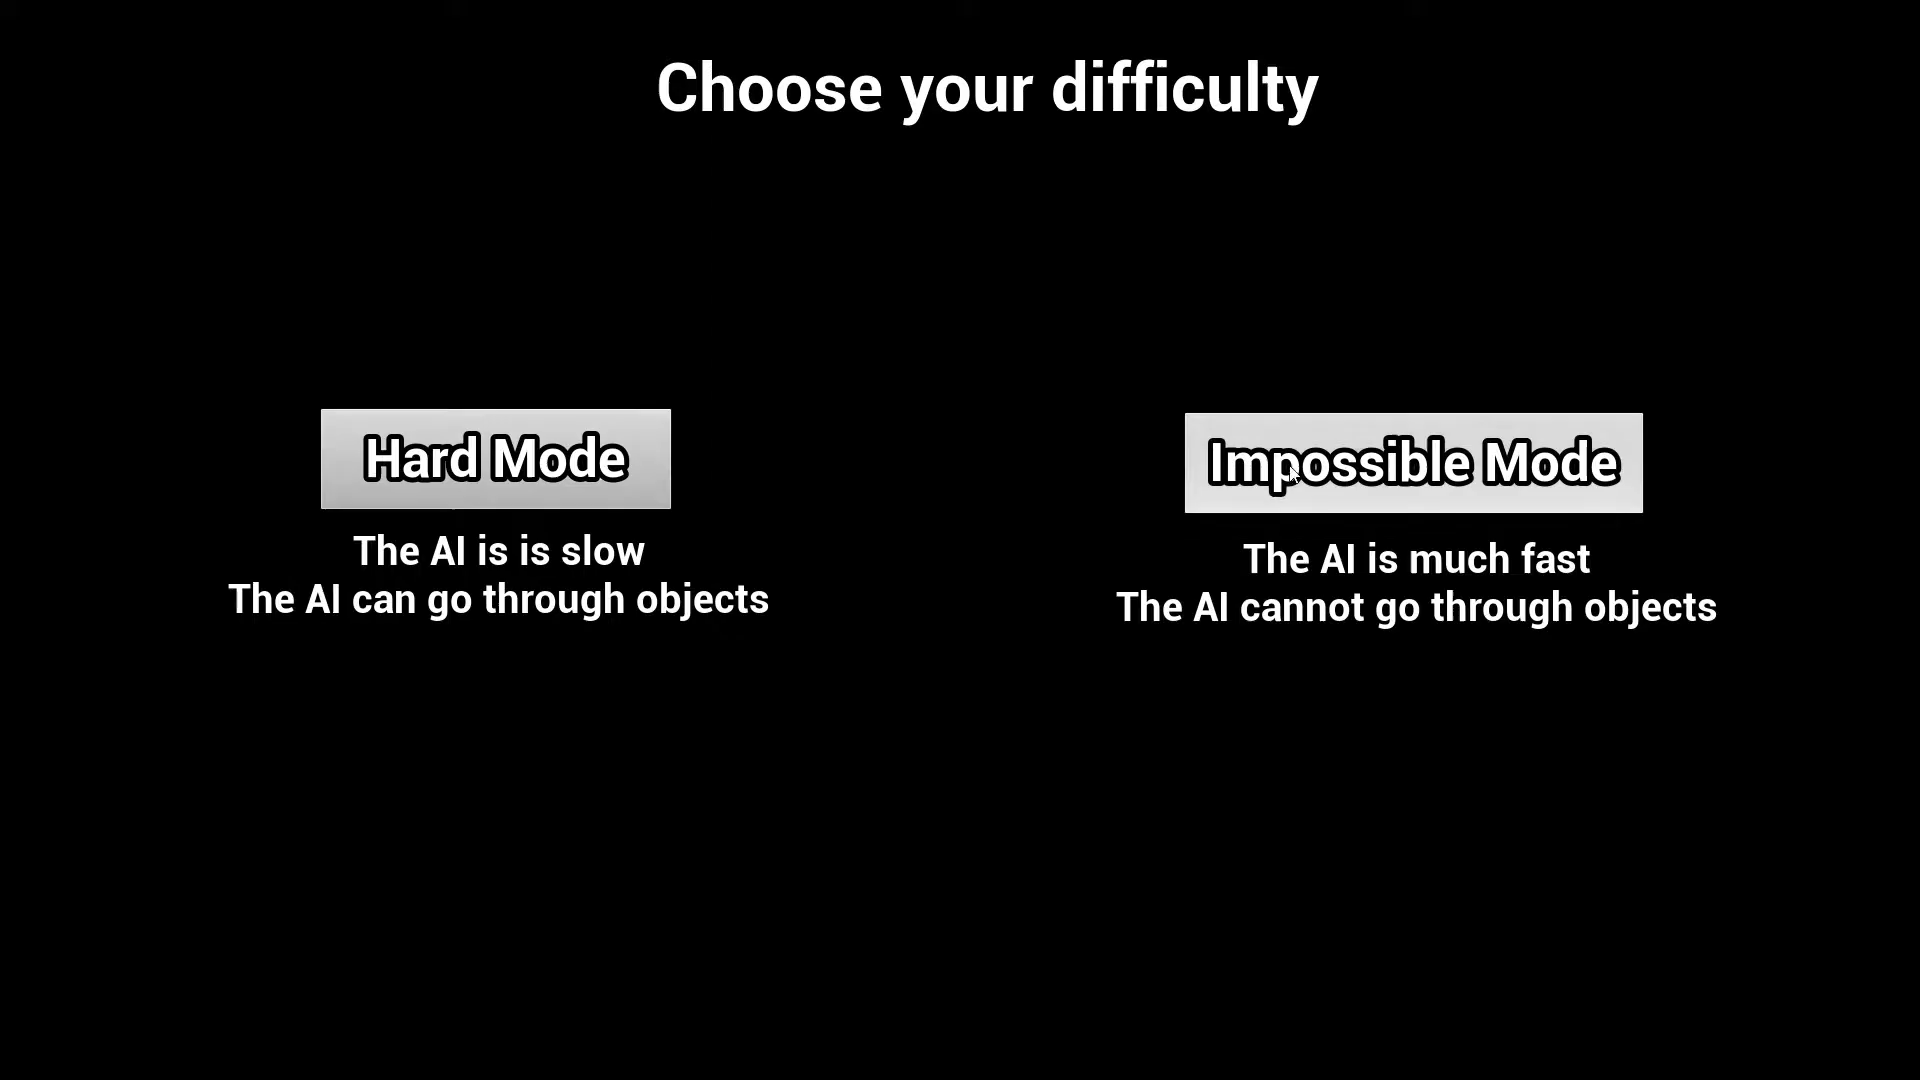 Choose your difficulty
Hard Mode
The AI is is slow
The AI can go through objects
Impossible Mode
The AI is much fast
The AI cannot go through objects